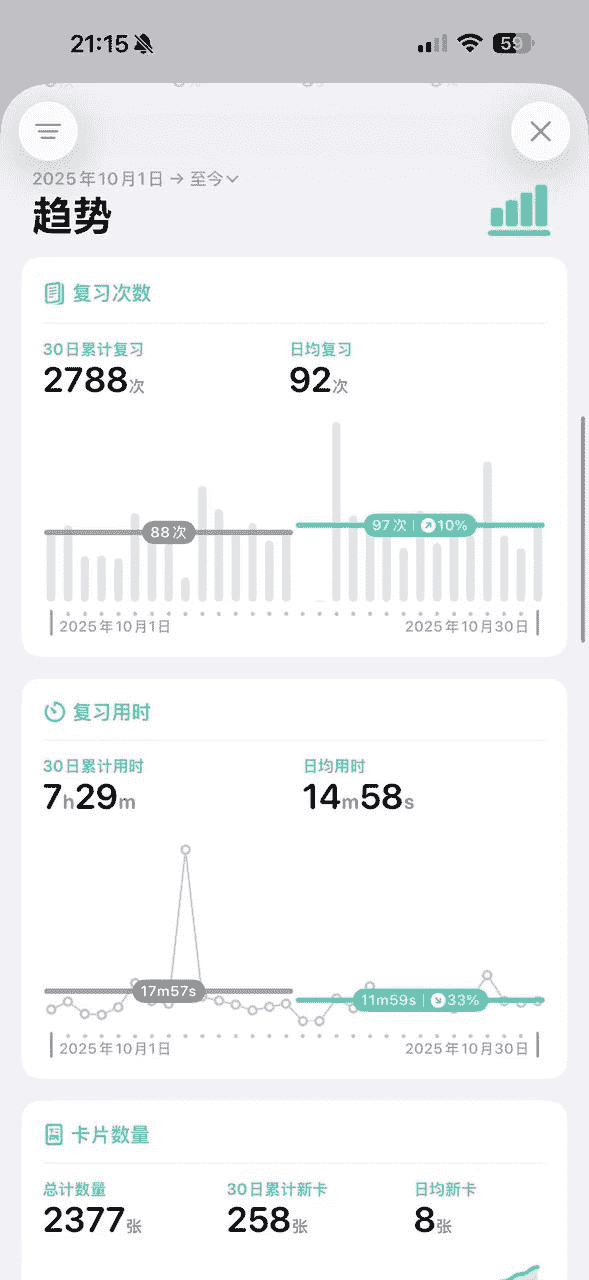 21:15
59
2025年10月1日 → 至今
趋势
复习次数
30日累计复习
日均复习
2788次
92次
88次
97次 | 10%
2025年10月1日
2025年10月30日
复习用时
30日累计用时
日均用时
7h29m
14m58s
17m57s
11m59s | 33%
2025年10月1日
2025年10月30日
卡片数量
总计数量
30日累计新卡
日均新卡
2377张
258张
8张